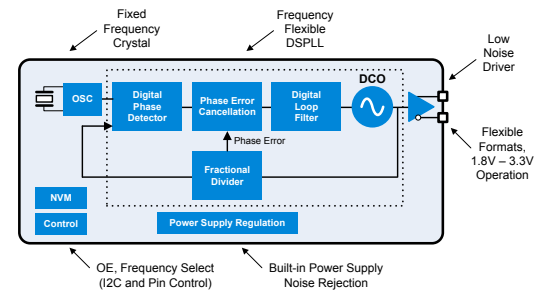 Fixed
Frequency
Crystal
Frequency
Flexible
DSPLL
Low
Noise
Driver
OSC
Digital
Phase
Detector
Phase Error
Cancellation
Digital
Loop
Filter
DCO
Phase Error
Fractional
Divider
Flexible
Formats,
1.8V – 3.3V
Operation
NVM
Control
Power Supply Regulation
OE, Frequency Select
(I2C and Pin Control)
Built-in Power Supply
Noise Rejection